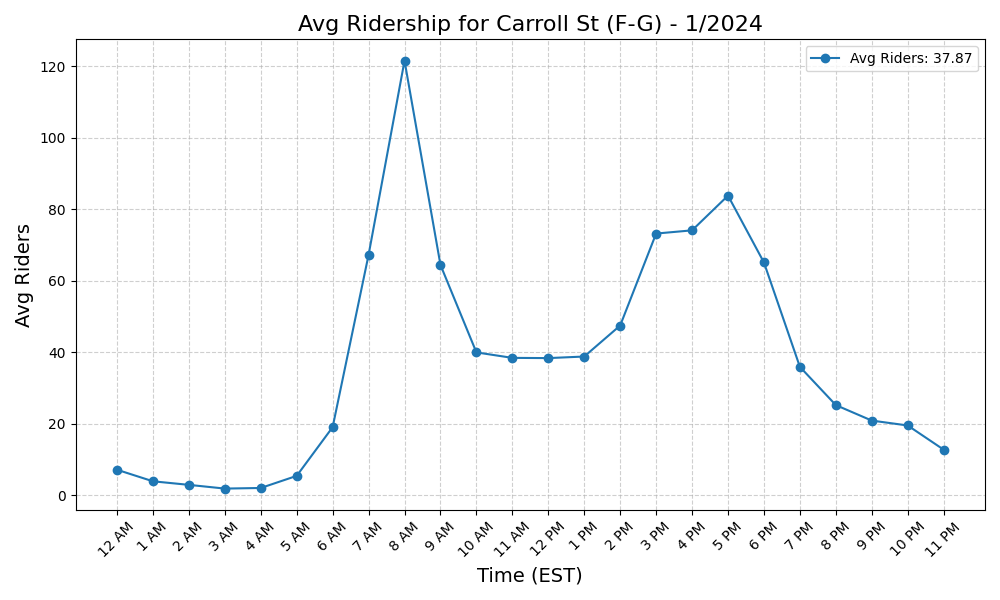 Avg Ridership for Carroll St (F-G) - 1/2024
Avg Riders: 37.87
Avg Riders
120
100
80
60
40
20
0
12 AM
1 AM
2 AM
3 AM
4 AM
5 AM
6 AM
7 AM
8 AM
9 AM
10 AM
11 AM
12 PM
1 PM
2 PM
3 PM
4 PM
5 PM
6 PM
7 PM
8 PM
9 PM
10 PM
11 PM
Time (EST)